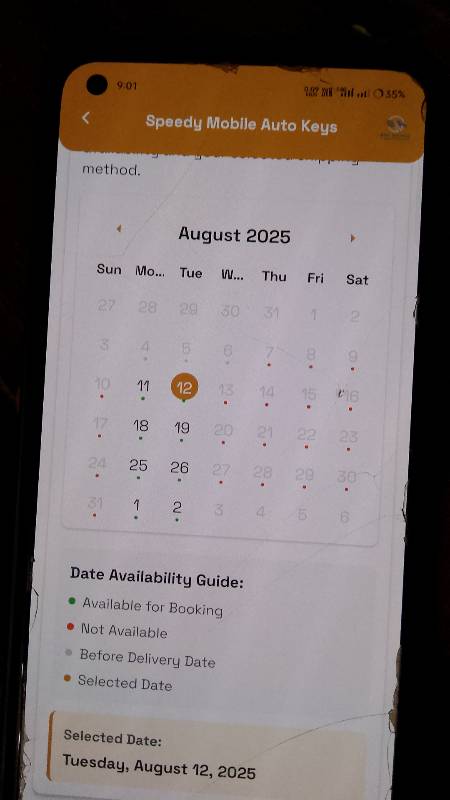 9:01
35%
Speedy Mobile Auto Keys
method.
August 2025
Sun Mo... Tue W... Thu Fri Sat
27 28 29 30 31 1 2
3 4 5 6 7 8 9
10 11 12 13 14 15 16
17 18 19 20 21 22 23
24 25 26 27 28 29 30
31 1 2 3 4 5 6
Date Availability Guide:
Available for Booking
Not Available
Before Delivery Date
Selected Date
Selected Date:
Tuesday, August 12, 2025